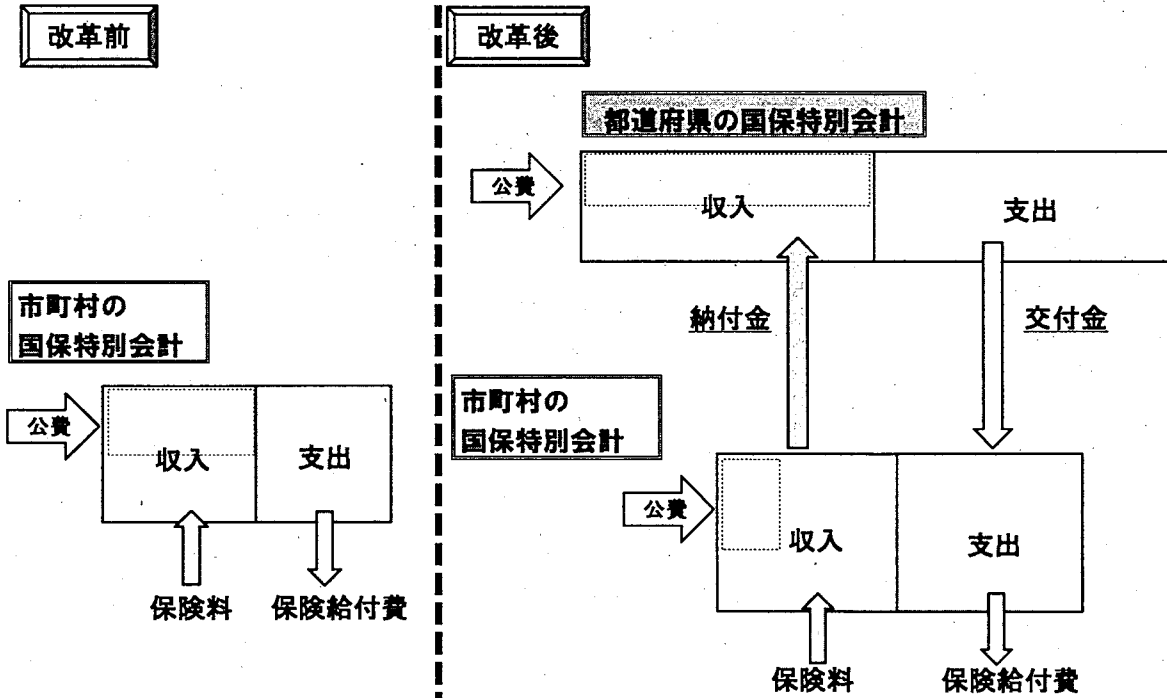 改革前
市町村の
国保特別会計
公費
収入
支出
保険料
保険給付費
改革後
都道府県の国保特別会計
公費
収入
支出
納付金
交付金
市町村の
国保特別会計
公費
収入
支出
保険料
保険給付費